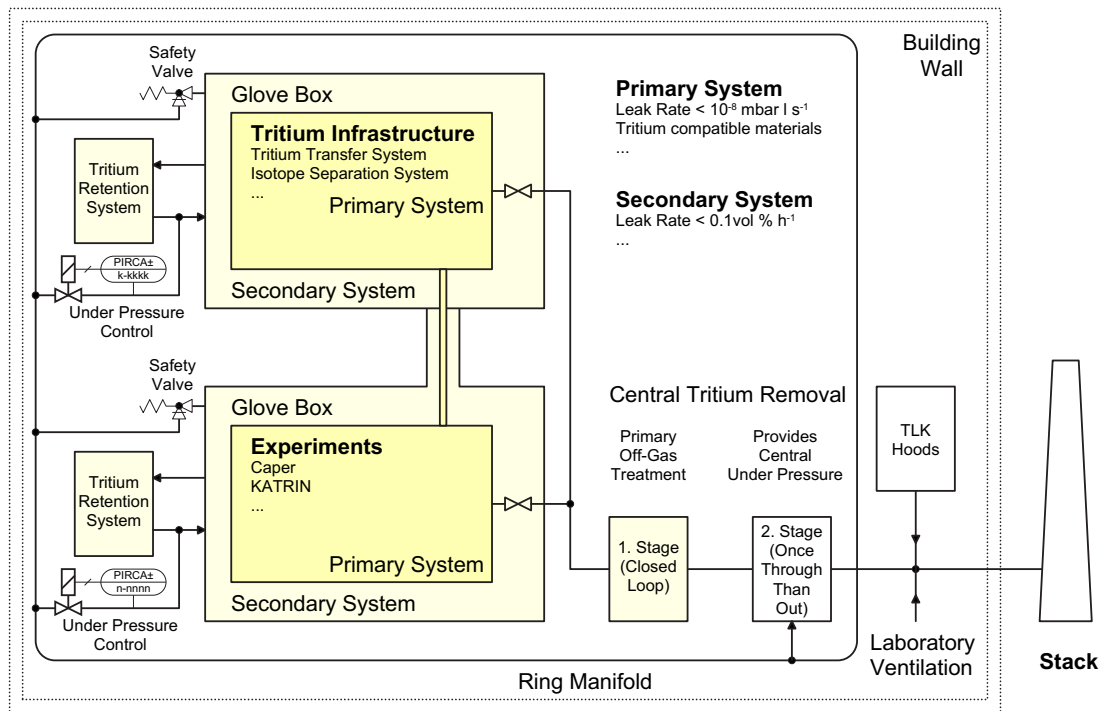 Building
Wall
Safety
Valve
Glove Box
Tritium Infrastructure
Tritium Transfer System
Isotope Separation System
...
Primary System
Secondary System
Tritium
Retention
System
PIRCA±
k-kkkk
Under Pressure
Control
Primary System
Leak Rate < 10⁻⁸ mbar l s⁻¹
Tritium compatible materials
...
Secondary System
Leak Rate < 0.1vol % h⁻¹
...
Safety
Valve
Glove Box
Experiments
Caper
KATRIN
...
Primary System
Secondary System
Tritium
Retention
System
PIRCA±
n-nnnn
Under Pressure
Control
Central Tritium Removal
Primary
Off-Gas
Treatment
Provides
Central
Under Pressure
1. Stage
(Closed
Loop)
2. Stage
(Once
Through
Than
Out)
TLK
Hoods
Laboratory
Ventilation
Stack
Ring Manifold